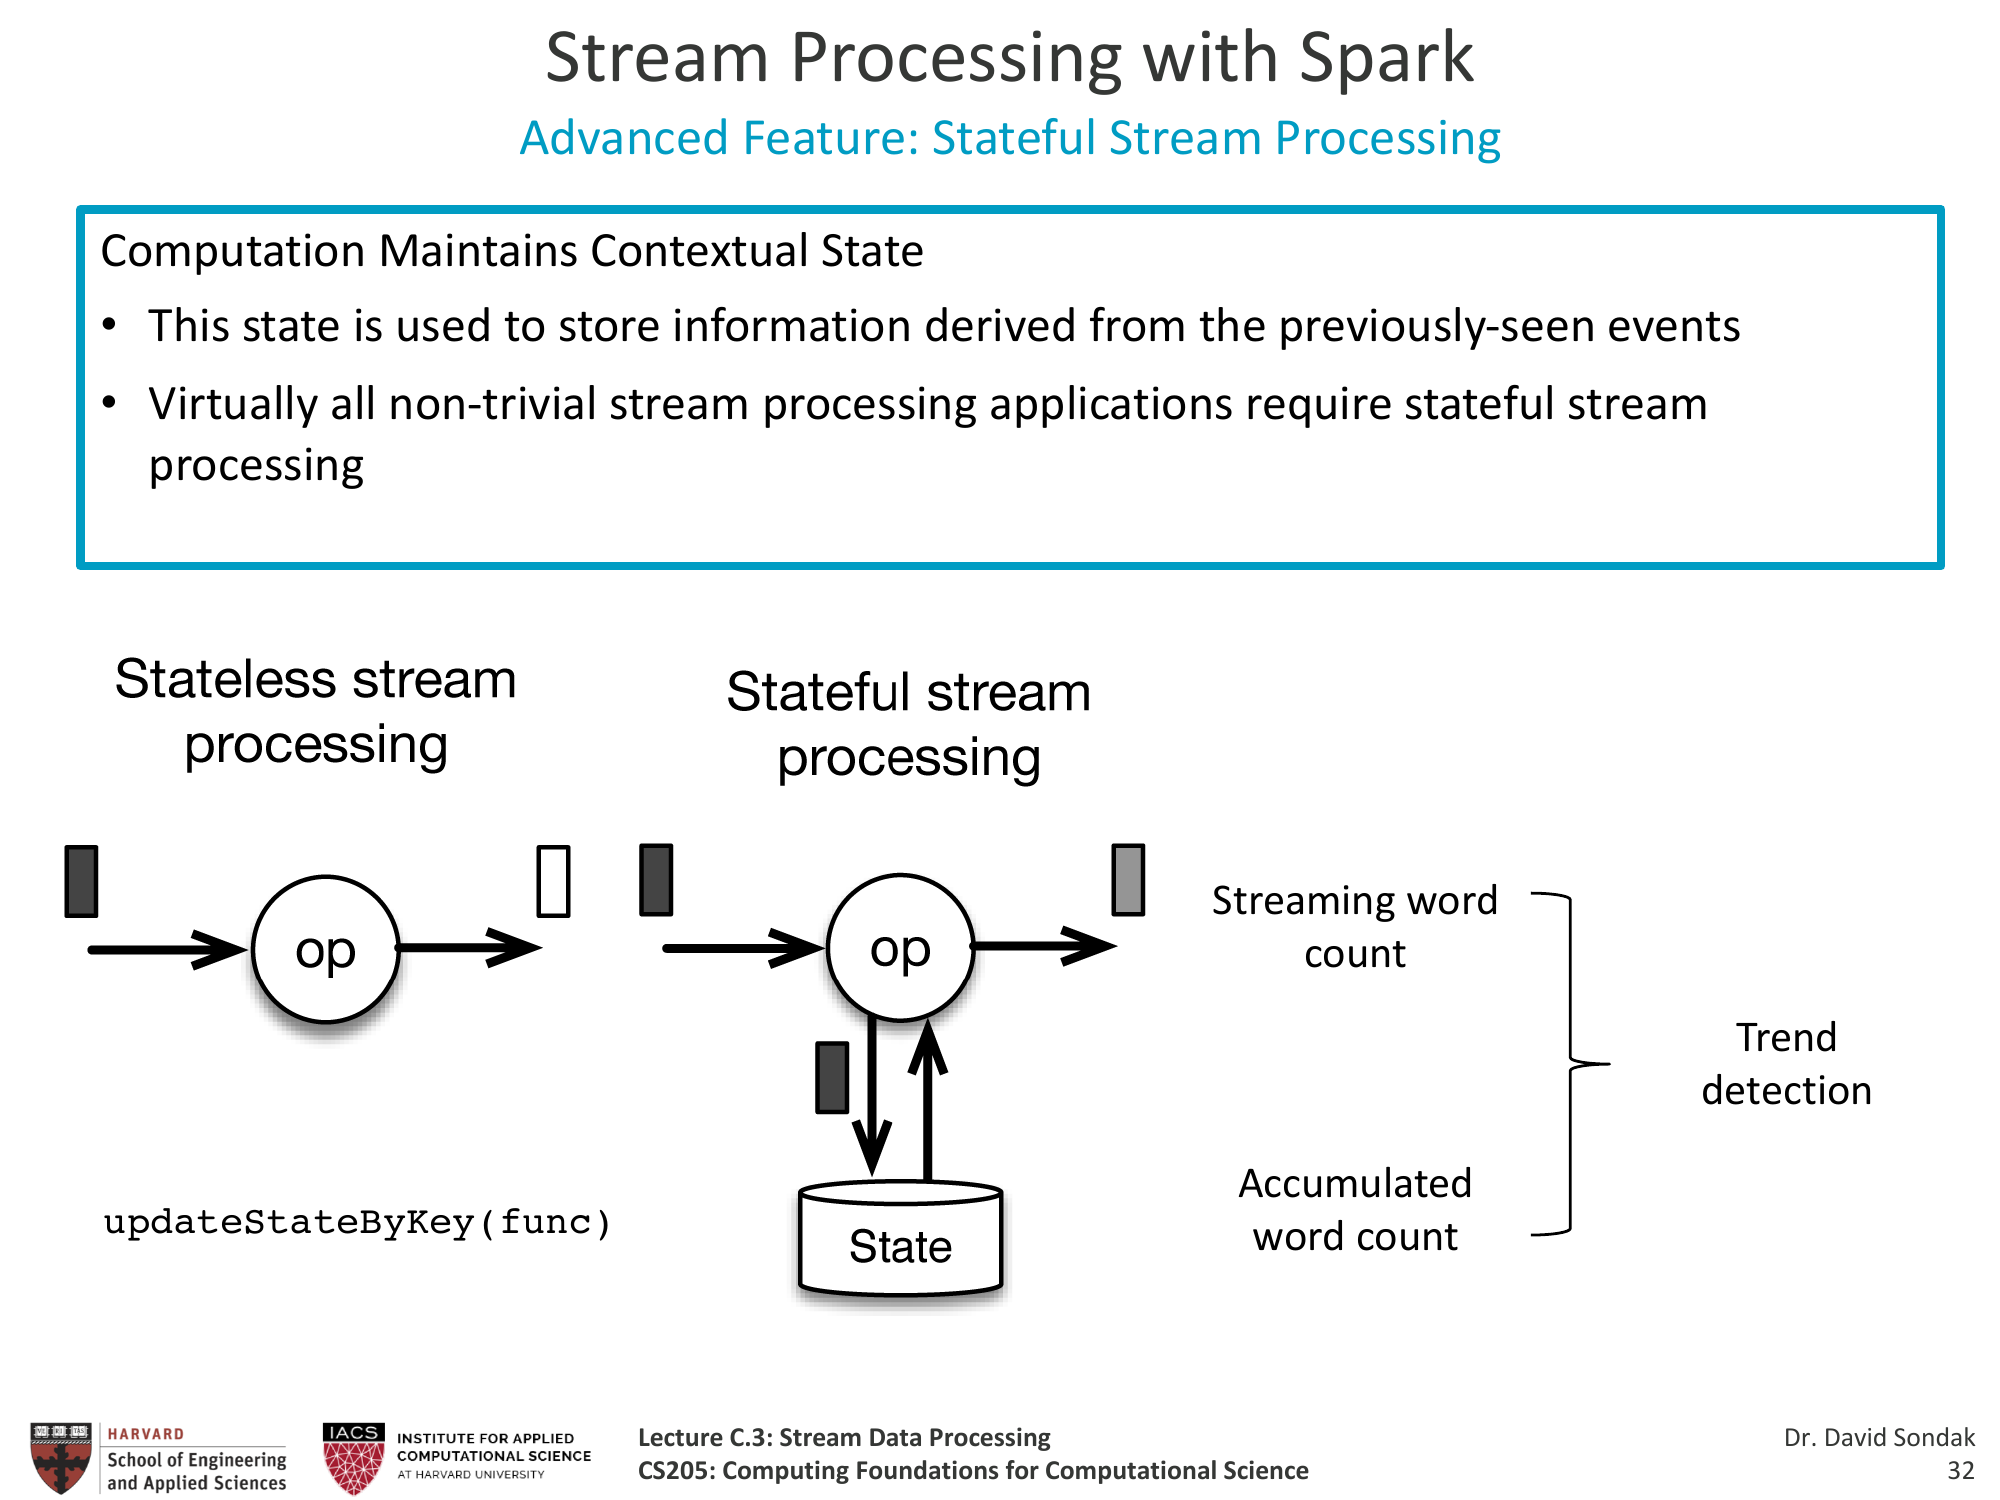 Stream Processing with Spark
Advanced Feature: Stateful Stream Processing
Computation Maintains Contextual State
• This state is used to store information derived from the previously-seen events
• Virtually all non-trivial stream processing applications require stateful stream
processing
Stateless stream
processing
op
updateStateByKey(func)
Stateful stream
processing
op
State
Streaming word
count
Accumulated
word count
Trend
detection
HARVARD
School of Engineering
and Applied Sciences
IACS
INSTITUTE FOR APPLIED
COMPUTATIONAL SCIENCE
AT HARVARD UNIVERSITY
Lecture C.3: Stream Data Processing
CS205: Computing Foundations for Computational Science
Dr. David Sondak
32